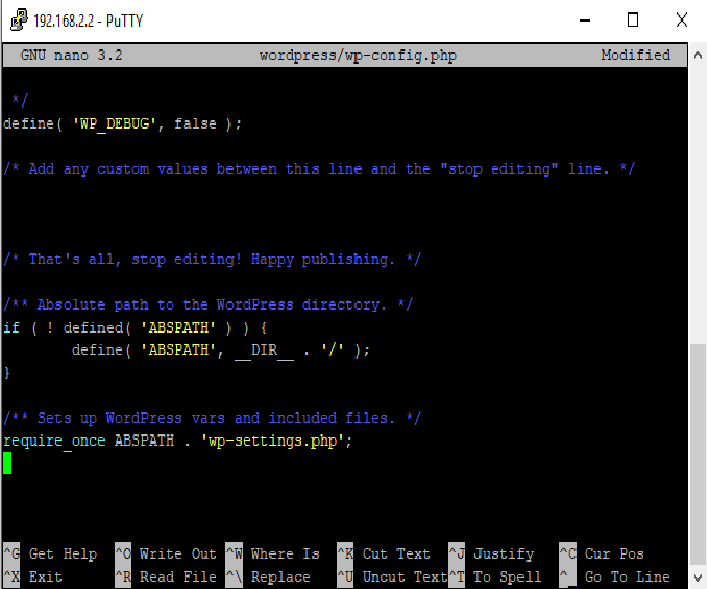 192.168.2.2 - PuTTY
GNU nano 3.2 wordpress/wp-config.php Modified
*/
define( 'WP_DEBUG', false );
/* Add any custom values between this line and the "stop editing" line. */
/* That's all, stop editing! Happy publishing. */
/** Absolute path to the WordPress directory. */
if ( ! defined( 'ABSPATH' ) ) {
define( 'ABSPATH', __DIR__ . '/' );
}
/** Sets up WordPress vars and included files. */
require_once ABSPATH . 'wp-settings.php';
^G Get Help ^O Write Out ^W Where Is ^K Cut Text ^J Justify ^C Cur Pos
^X Exit ^R Read File ^\ Replace ^U Uncut Text ^T To Spell ^_ Go To Line